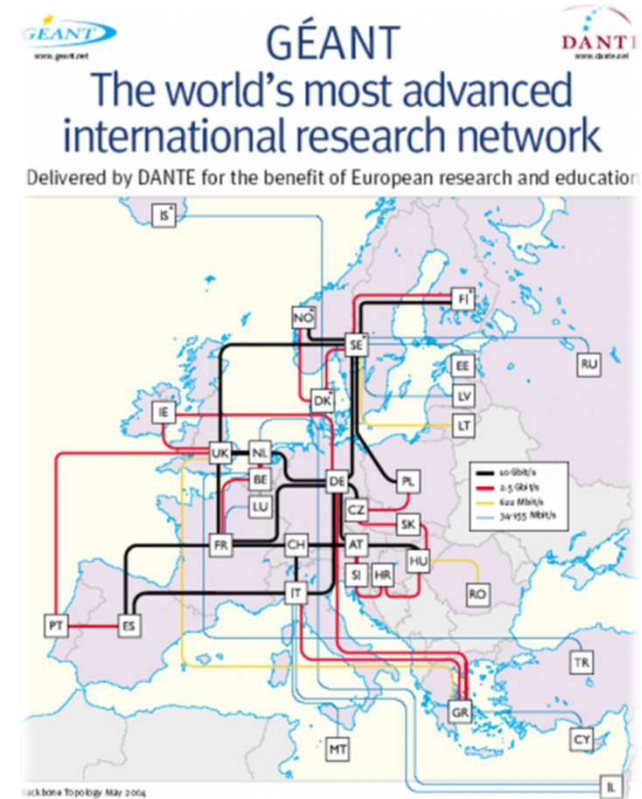 GÉANT
www.geant.net
GÉANT
DANT
www.dante.net
The world's most advanced
international research network
Delivered by DANTE for the benefit of European research and education
IS*
NO*
FI*
SE*
RU
EE
DK*
LV
IE
LT
UK
NL
BE
DE
PL
10 Gbit/s
2.5 Gbit/s
622 Mbit/s
34-155 Mbit/s
LU
CZ
SK
FR
CH
AT
HU
SI
HR
IT
RO
PT
ES
TR
GR
CY
MT
IL
ackbone Topology May 2004